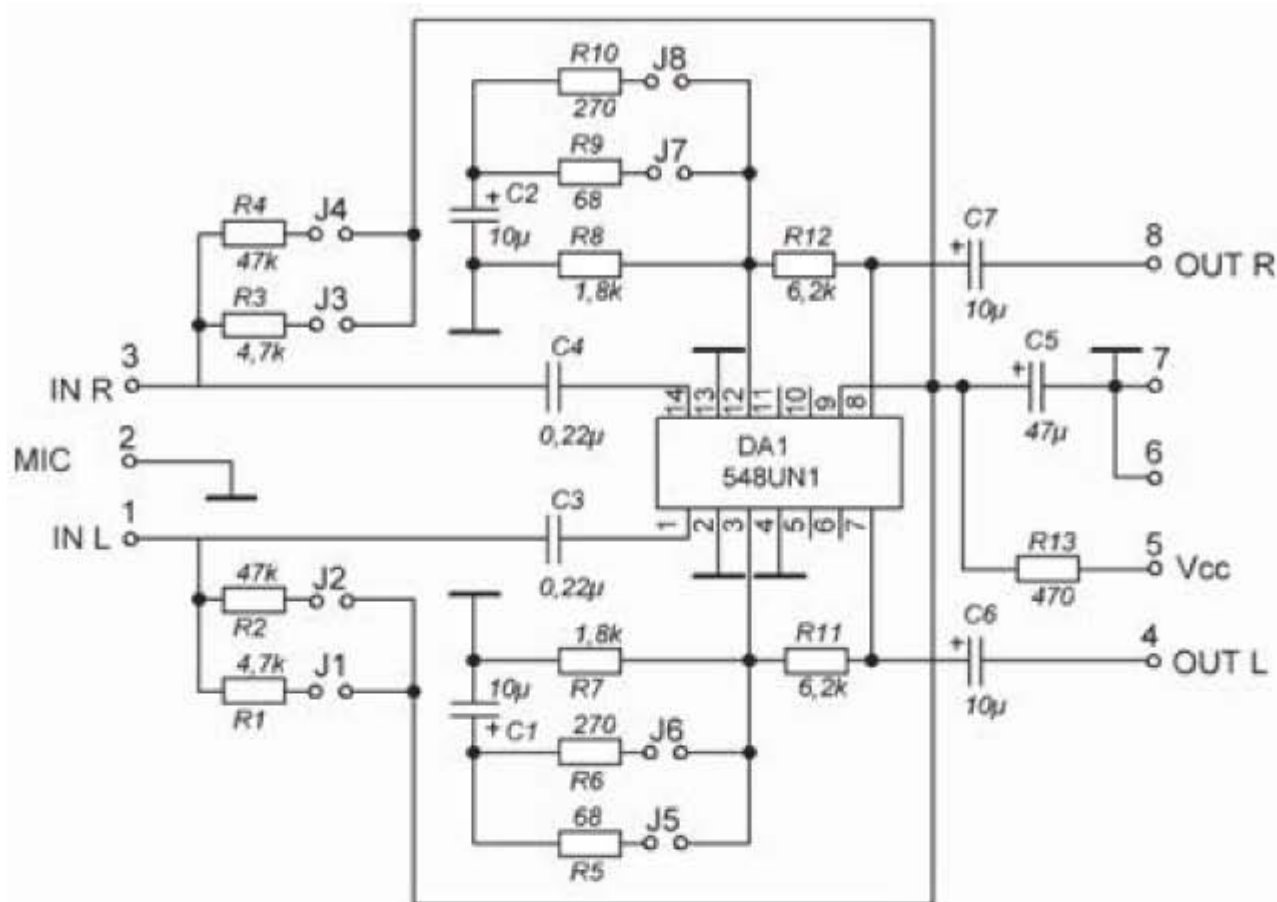 R10 J8
270
R9 J7
68
+ C2
10µ
R8
1,8k
R12
6,2k
C7
+
10µ
8
OUT R
R4 J4
47k
R3 J3
4,7k
3
IN R
C4
0,22µ
C5
+
47µ
7
6
14 13 12 11 10 9 8
DA1
548UN1
1 2 3 4 5 6 7
2
MIC
1
IN L
C3
0,22µ
R13
470
5
Vcc
47k J2
R2
4,7k J1
R1
1,8k
R7
10µ
+ C1
R11
6,2k
C6
+
10µ
4
OUT L
270 J6
R6
68 J5
R5